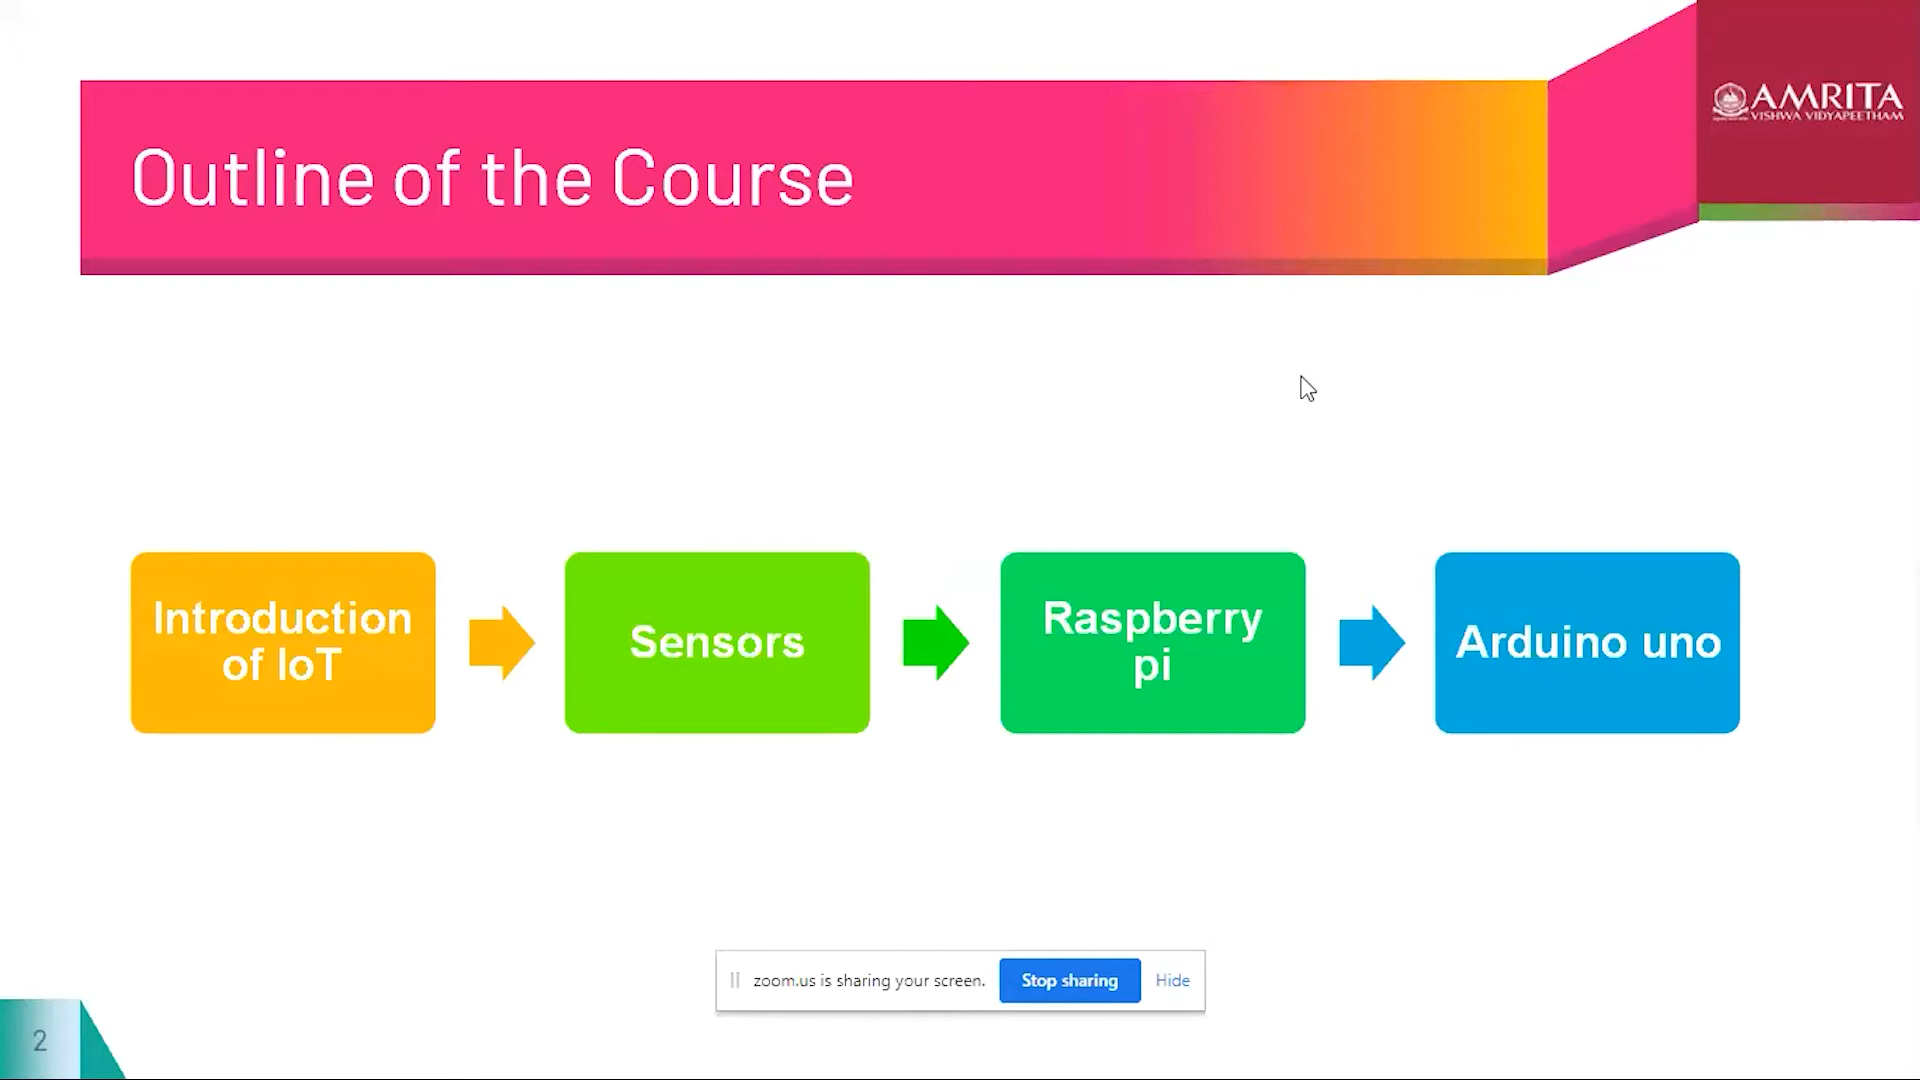 AMRITA
VISHWA VIDYAPEETHAM
Outline of the Course
Introduction
of IoT
Sensors
Raspberry
pi
Arduino uno
zoom.us is sharing your screen.
Stop sharing
Hide
2